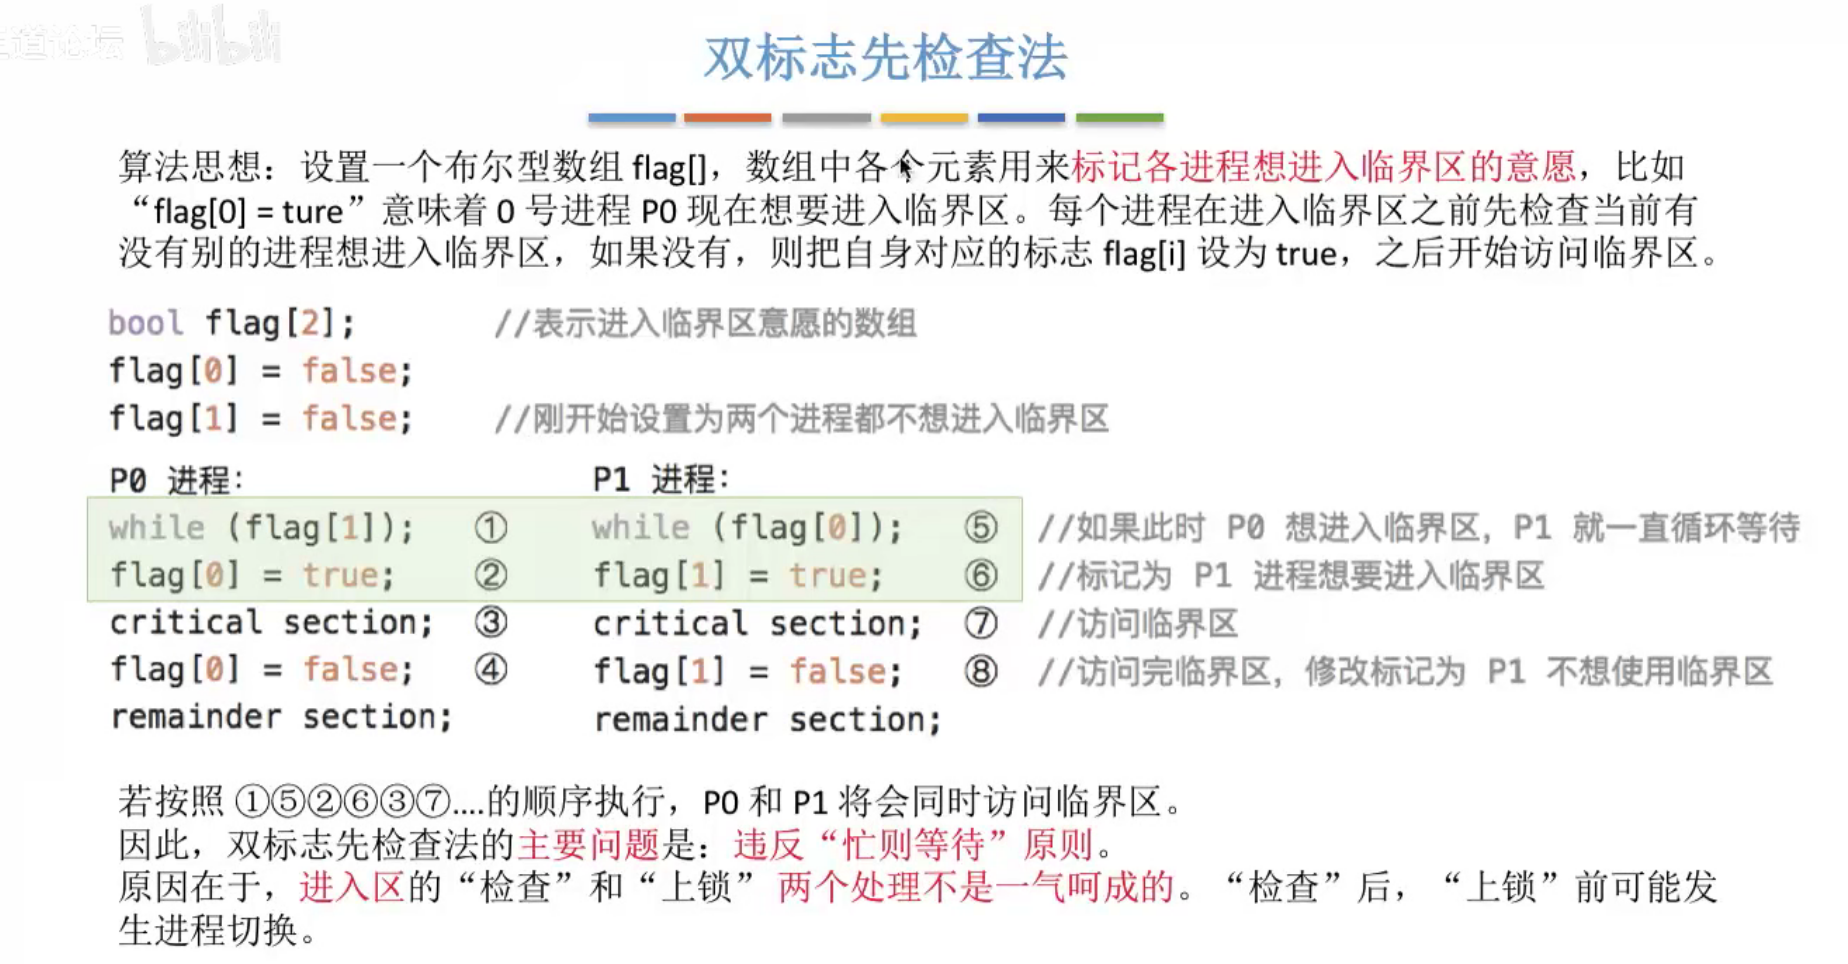 道论坛 bilibili
双标志先检查法
算法思想：设置一个布尔型数组 flag[]，数组中各个元素用来标记各进程想进入临界区的意愿，比如
“flag[0] = ture”意味着 0 号进程 P0 现在想要进入临界区。每个进程在进入临界区之前先检查当前有
没有别的进程想进入临界区，如果没有，则把自身对应的标志 flag[i] 设为 true，之后开始访问临界区。
bool flag[2]; //表示进入临界区意愿的数组
flag[0] = false;
flag[1] = false; //刚开始设置为两个进程都不想进入临界区
P0 进程： P1 进程：
while (flag[1]); ① while (flag[0]); ⑤ //如果此时 P0 想进入临界区，P1 就一直循环等待
flag[0] = true; ② flag[1] = true; ⑥ //标记为 P1 进程想要进入临界区
critical section; ③ critical section; ⑦ //访问临界区
flag[0] = false; ④ flag[1] = false; ⑧ //访问完临界区，修改标记为 P1 不想使用临界区
remainder section; remainder section;
若按照 ①⑤②⑥③⑦....的顺序执行，P0 和 P1 将会同时访问临界区。
因此，双标志先检查法的主要问题是：违反“忙则等待”原则。
原因在于，进入区的“检查”和“上锁” 两个处理不是一气呵成的。“检查”后，“上锁”前可能发
生进程切换。